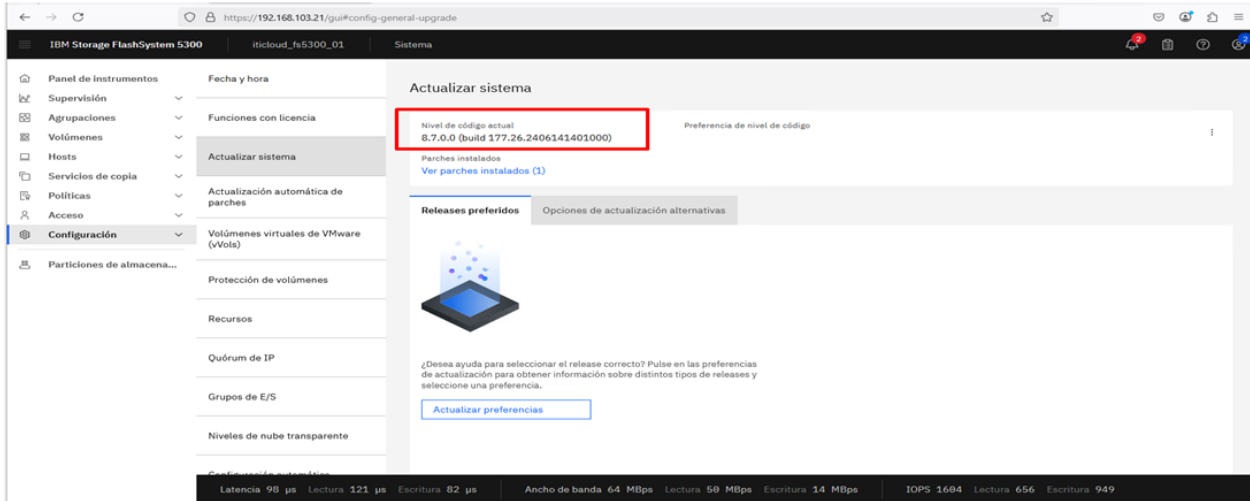 https://192.168.103.21/gui#config-general-upgrade
IBM Storage FlashSystem 5300
iticloud_fs5300_01
Sistema
2
2
Panel de instrumentos
Supervisión
Agrupaciones
Volúmenes
Hosts
Servicios de copia
Políticas
Acceso
Configuración
Particiones de almacena...
Fecha y hora
Funciones con licencia
Actualizar sistema
Actualización automática de
parches
Volúmenes virtuales de VMware
(vVols)
Protección de volúmenes
Recursos
Quórum de IP
Grupos de E/S
Niveles de nube transparente
Configuración automática
Actualizar sistema
Nivel de código actual
8.7.0.0 (build 177.26.2406141401000)
Preferencia de nivel de código
Parches instalados
Ver parches instalados (1)
Releases preferidos
Opciones de actualización alternativas
¿Desea ayuda para seleccionar el release correcto? Pulse en las preferencias
de actualización para obtener información sobre distintos tipos de releases y
seleccione una preferencia.
Actualizar preferencias
Latencia 98 µs Lectura 121 µs Escritura 82 µs
Ancho de banda 64 MBps Lectura 50 MBps Escritura 14 MBps
IOPS 1604 Lectura 656 Escritura 949